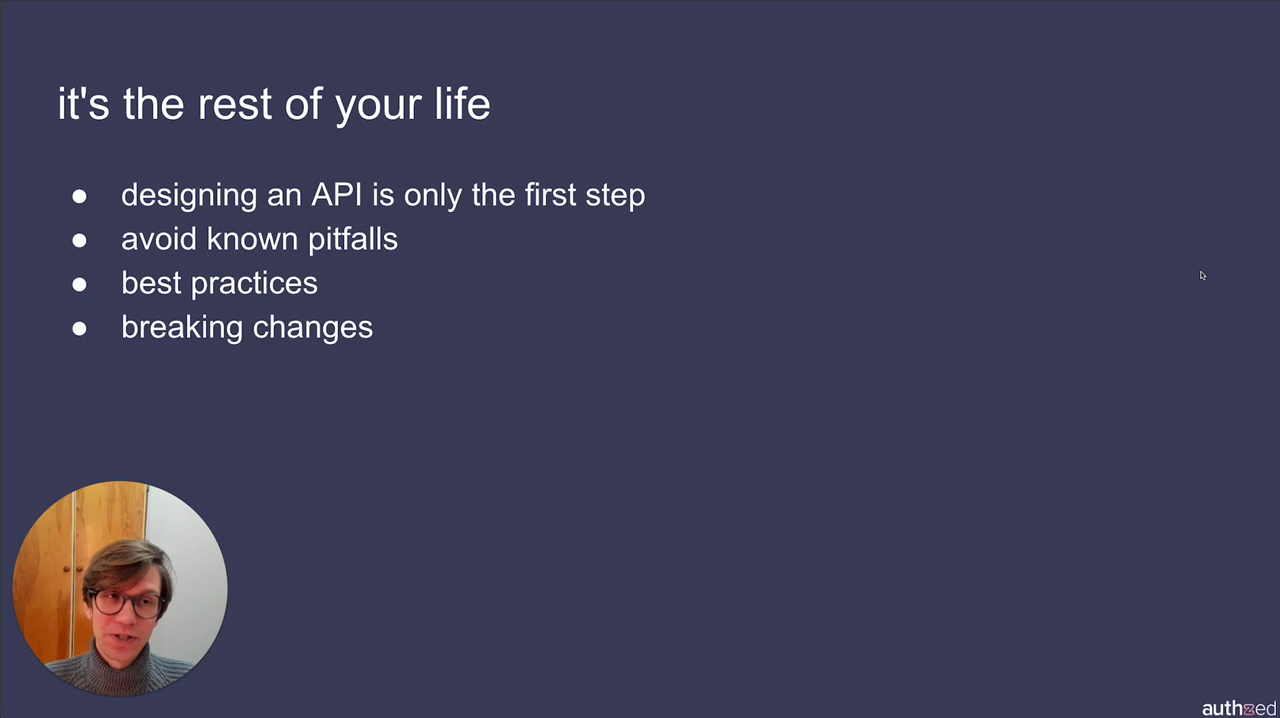 it's the rest of your life
● designing an API is only the first step
● avoid known pitfalls
● best practices
● breaking changes
authzed